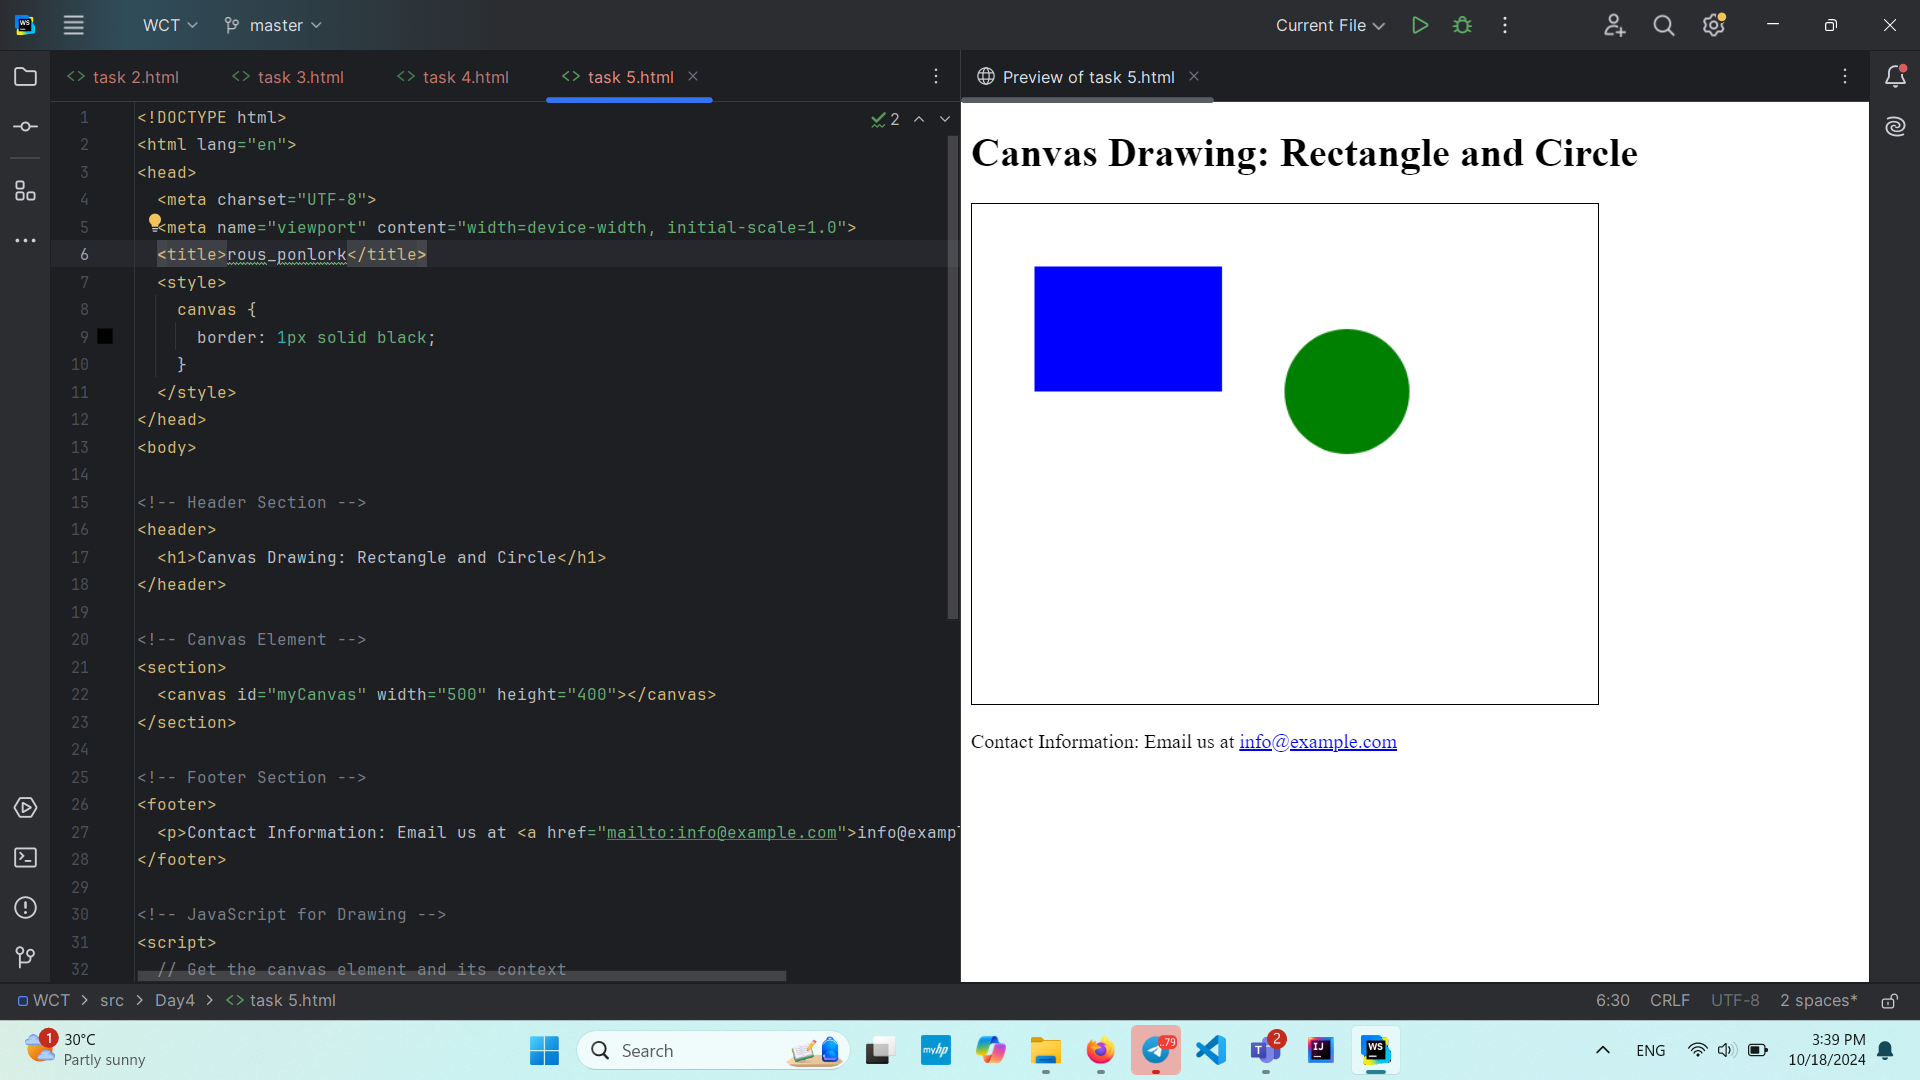 WS WCT master Current File
task 2.html task 3.html task 4.html task 5.html Preview of task 5.html
2
1 <!DOCTYPE html>
2 <html lang="en">
3 <head>
4 <meta charset="UTF-8">
5 <meta name="viewport" content="width=device-width, initial-scale=1.0">
6 <title>rous_ponlork</title>
7 <style>
8 canvas {
9 border: 1px solid black;
10 }
11 </style>
12 </head>
13 <body>
14
15 <!-- Header Section -->
16 <header>
17 <h1>Canvas Drawing: Rectangle and Circle</h1>
18 </header>
19
20 <!-- Canvas Element -->
21 <section>
22 <canvas id="myCanvas" width="500" height="400"></canvas>
23 </section>
24
25 <!-- Footer Section -->
26 <footer>
27 <p>Contact Information: Email us at <a href="mailto:info@example.com">info@exampl
28 </footer>
29
30 <!-- JavaScript for Drawing -->
31 <script>
32 // Get the canvas element and its context
Canvas Drawing: Rectangle and Circle
Contact Information: Email us at info@example.com
WCT > src > Day4 > task 5.html
6:30 CRLF UTF-8 2 spaces*
1
30°C
Partly sunny
Search
myhp
.79
2
IJ
WS
ENG
3:39 PM
10/18/2024